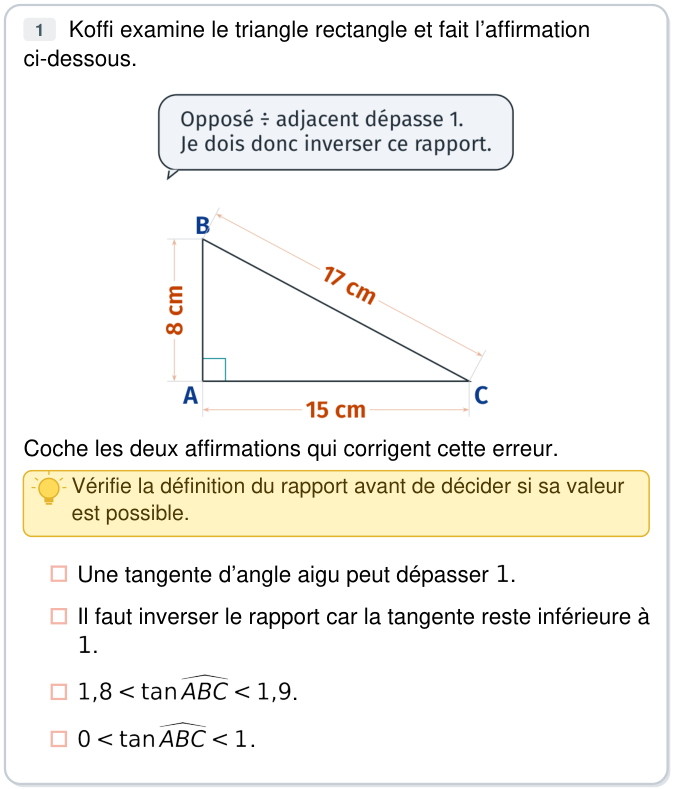 1 Koffi examine le triangle rectangle et fait l’affirmation
ci-dessous.
Opposé ÷ adjacent dépasse 1.
Je dois donc inverser ce rapport.
B
17 cm
8 cm
A
C
15 cm
Coche les deux affirmations qui corrigent cette erreur.
Vérifie la définition du rapport avant de décider si sa valeur
est possible.
Une tangente d’angle aigu peut dépasser 1.
Il faut inverser le rapport car la tangente reste inférieure à
1.
1,8 < tan \widehat{ABC} < 1,9.
0 < tan \widehat{ABC} < 1.